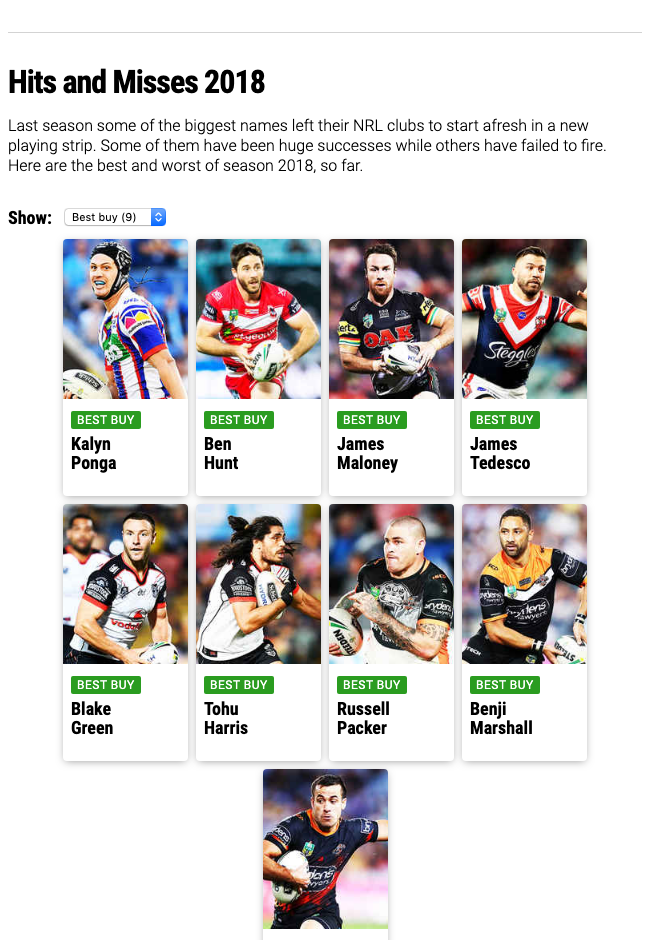 Hits and Misses 2018
Last season some of the biggest names left their NRL clubs to start afresh in a new
playing strip. Some of them have been huge successes while others have failed to fire.
Here are the best and worst of season 2018, so far.
Show: Best buy (9)
OAK
Steggles
BEST BUY BEST BUY BEST BUY BEST BUY
Kalyn Ben James James
Ponga Hunt Maloney Tedesco
BEST BUY BEST BUY BEST BUY BEST BUY
Blake Tohu Russell Benji
Green Harris Packer Marshall